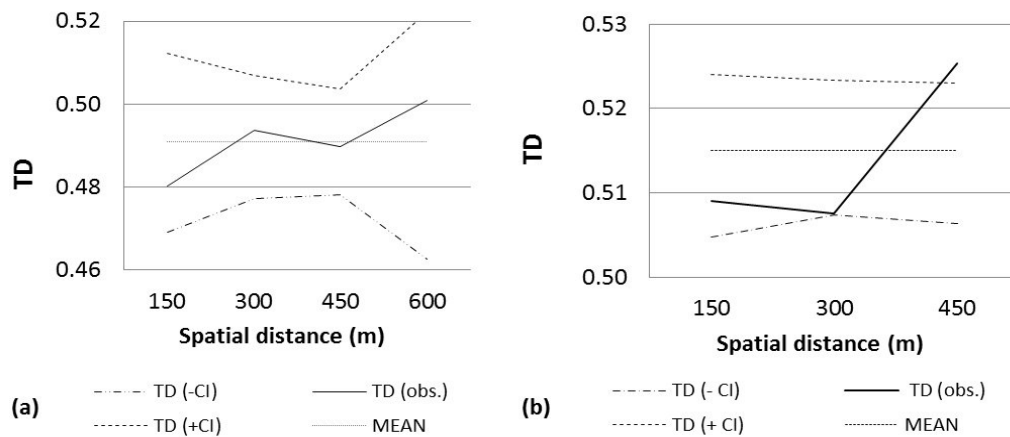 0.52
0.50
0.48
0.46
TD
150 300 450 600
Spatial distance (m)
(a)
TD (-CI) TD (obs.)
TD (+CI) MEAN
0.53
0.52
0.51
0.50
TD
150 300 450
Spatial distance (m)
(b)
TD (- CI) TD (obs.)
TD (+ CI) MEAN